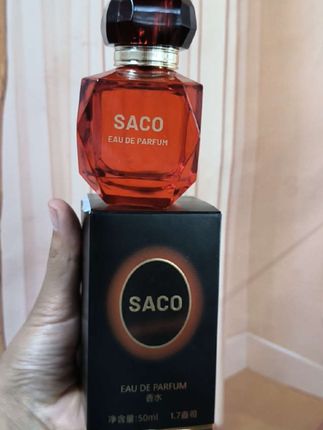 SACO
EAU DE PARFUM
SACO
EAU DE PARFUM
香水
净含量:50ml 1.7盎司